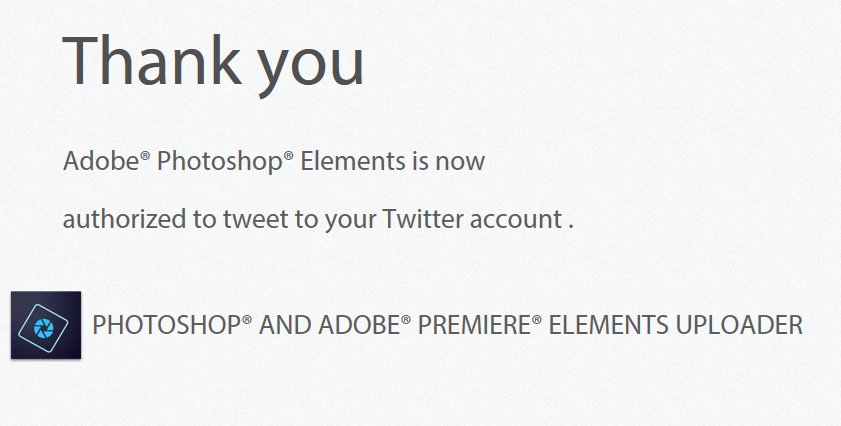 Thank you
Adobe® Photoshop® Elements is now
authorized to tweet to your Twitter account .
PHOTOSHOP® AND ADOBE® PREMIERE® ELEMENTS UPLOADER